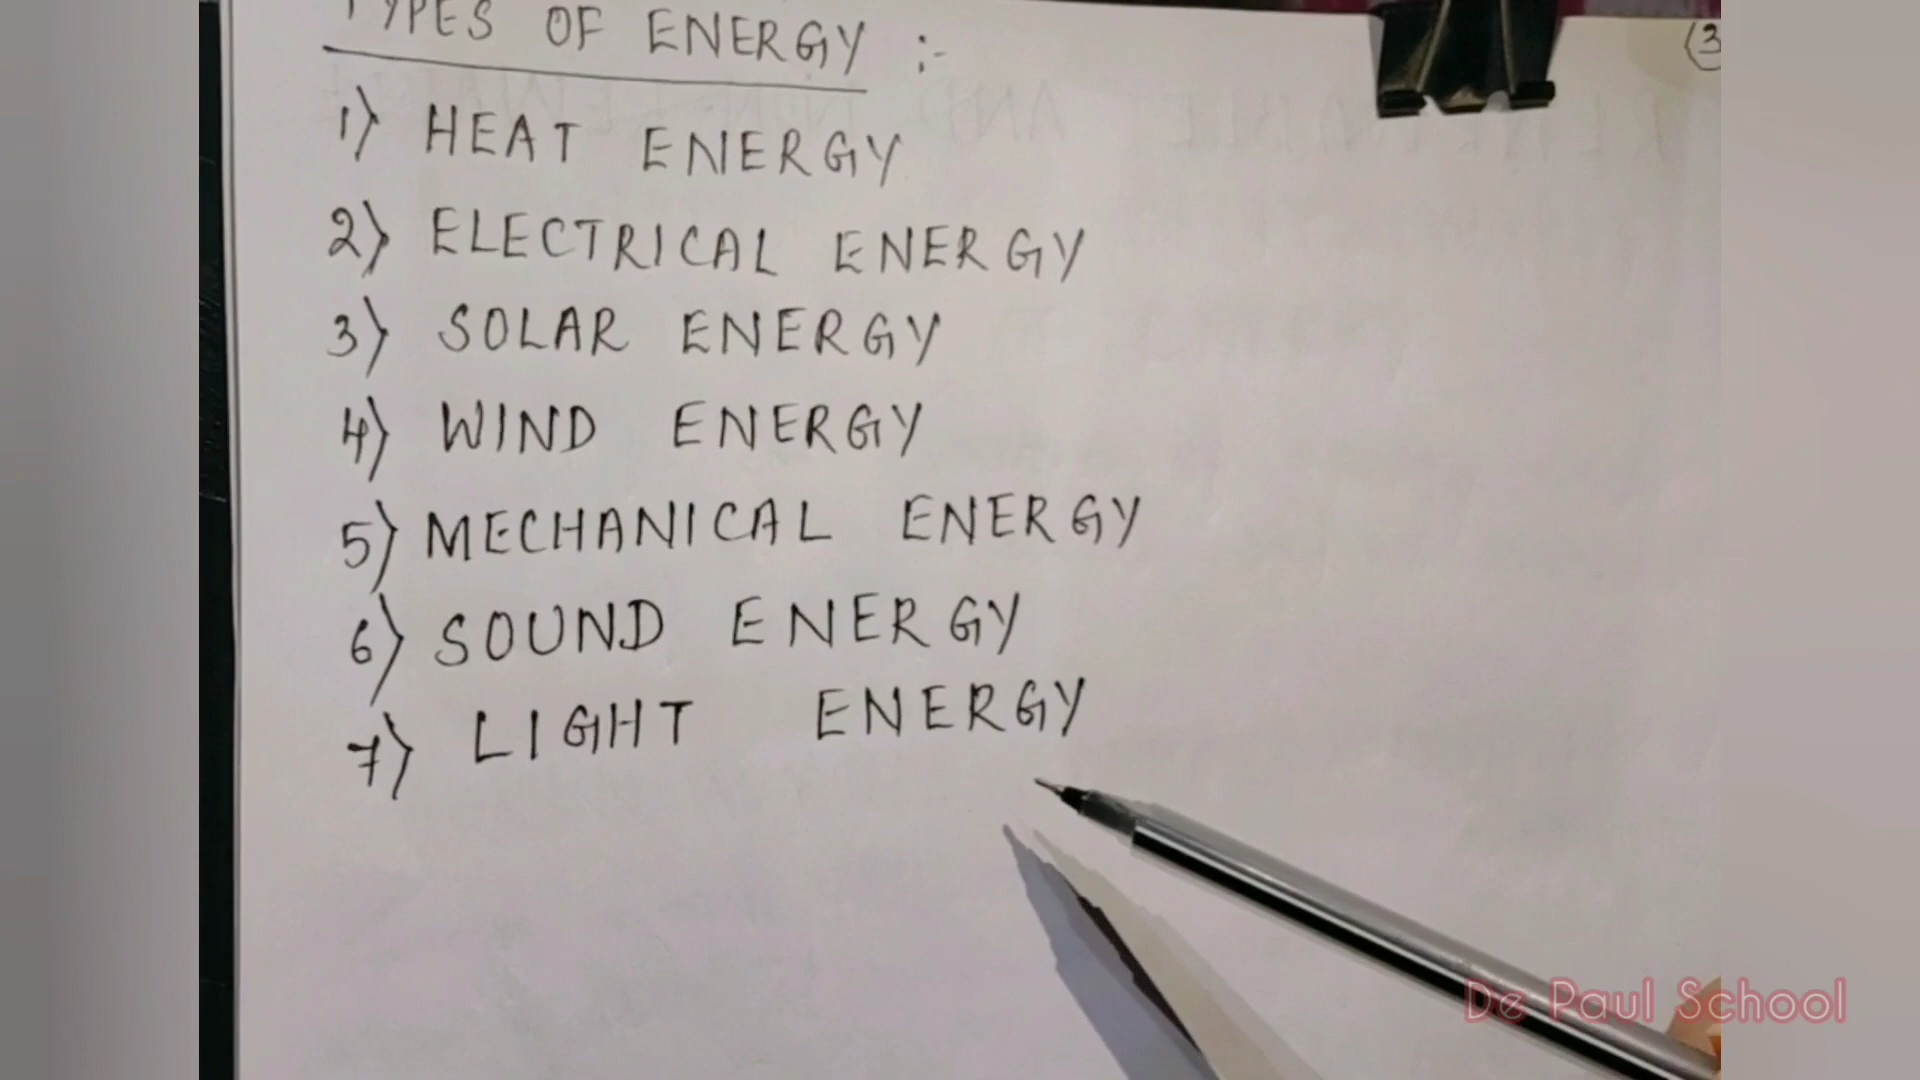 TYPES OF ENERGY :-
3
1) HEAT ENERGY
2) ELECTRICAL ENERGY
3) SOLAR ENERGY
4) WIND ENERGY
5) MECHANICAL ENERGY
6) SOUND ENERGY
7) LIGHT ENERGY
De Paul School